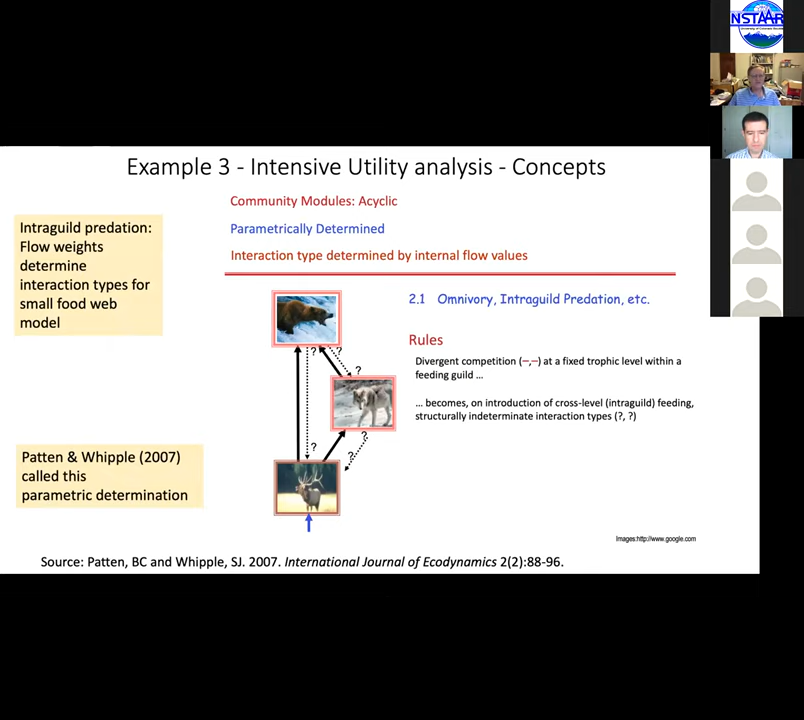 NSTAAR
Example 3 - Intensive Utility analysis - Concepts
Community Modules: Acyclic
Parametrically Determined
Interaction type determined by internal flow values
Intraguild predation:
Flow weights
determine
interaction types for
small food web
model
2.1 Omnivory, Intraguild Predation, etc.
Rules
Divergent competition (–,–) at a fixed trophic level within a
feeding guild ...
... becomes, on introduction of cross-level (intraguild) feeding,
structurally indeterminate interaction types (?, ?)
?
?
?
?
?
?
Patten & Whipple (2007)
called this
parametric determination
Images:http://www.google.com
Source: Patten, BC and Whipple, SJ. 2007. International Journal of Ecodynamics 2(2):88-96.